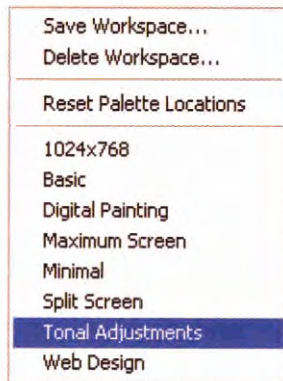 Save Workspace...
Delete Workspace...
Reset Palette Locations
1024x768
Basic
Digital Painting
Maximum Screen
Minimal
Split Screen
Tonal Adjustments
Web Design